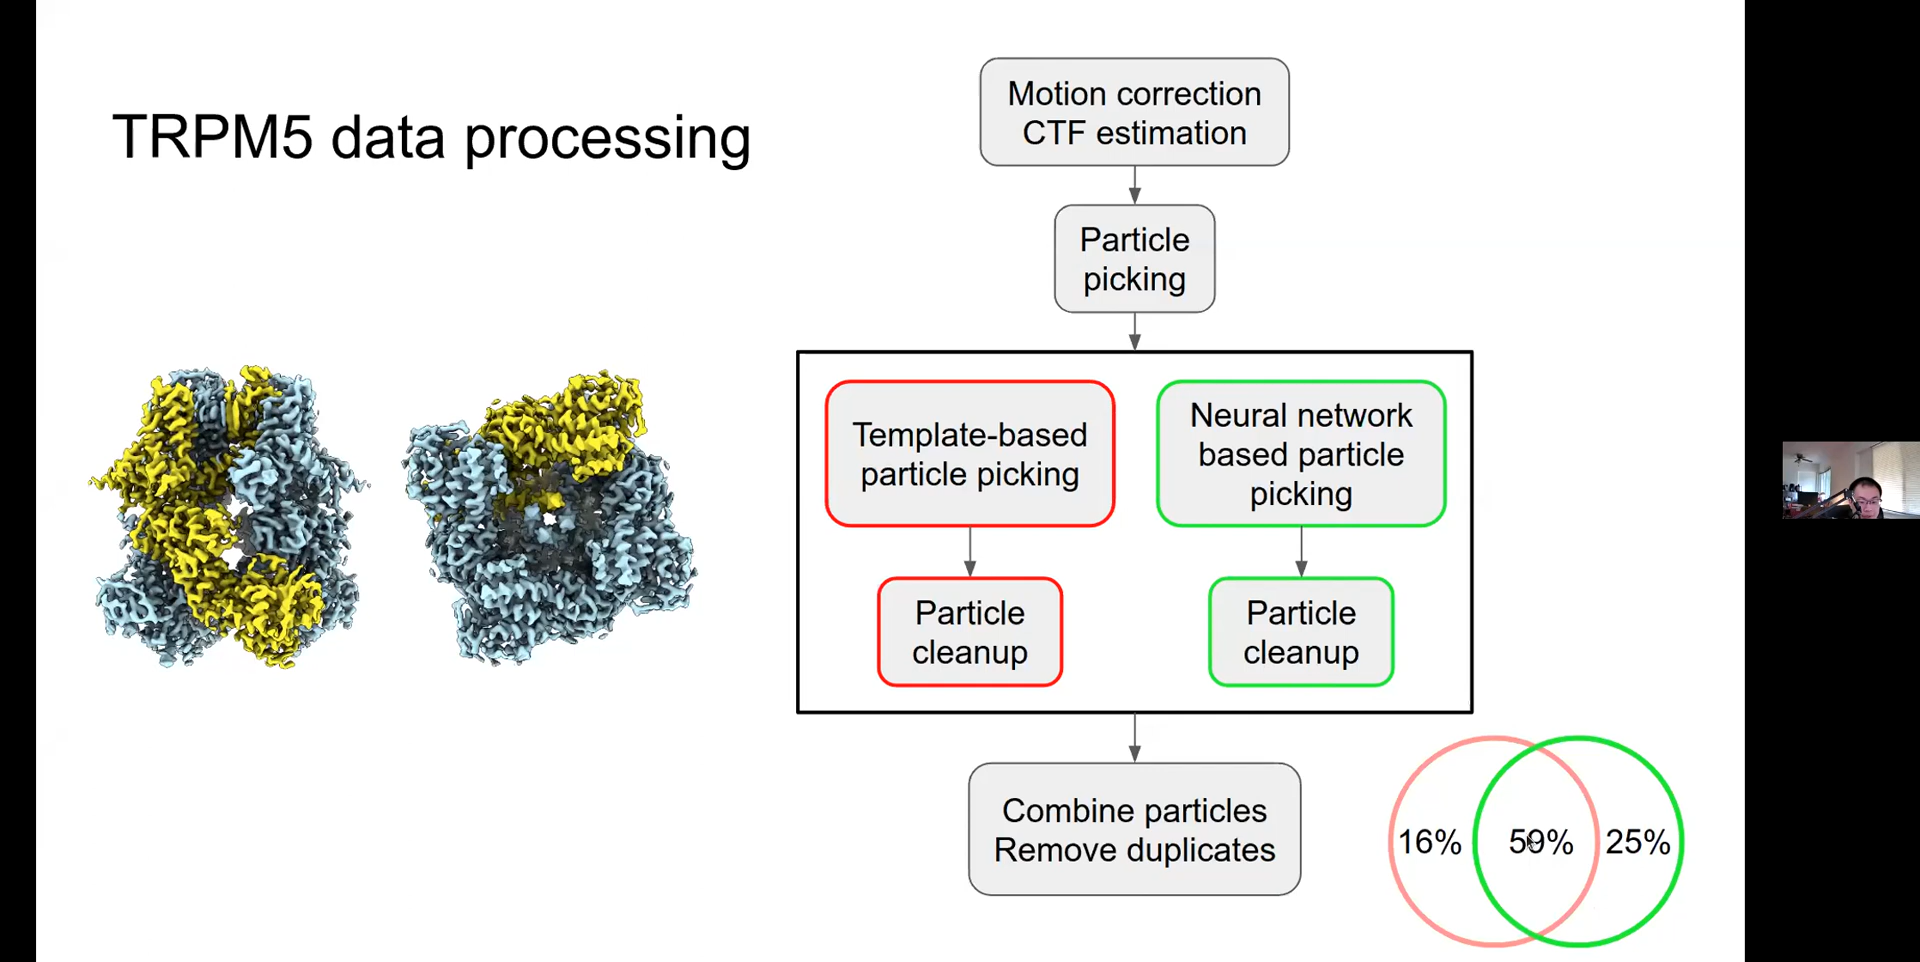 TRPM5 data processing
Motion correction
CTF estimation
Particle
picking
Template-based
particle picking
Neural network
based particle
picking
Particle
cleanup
Particle
cleanup
Combine particles
Remove duplicates
16%
59%
25%